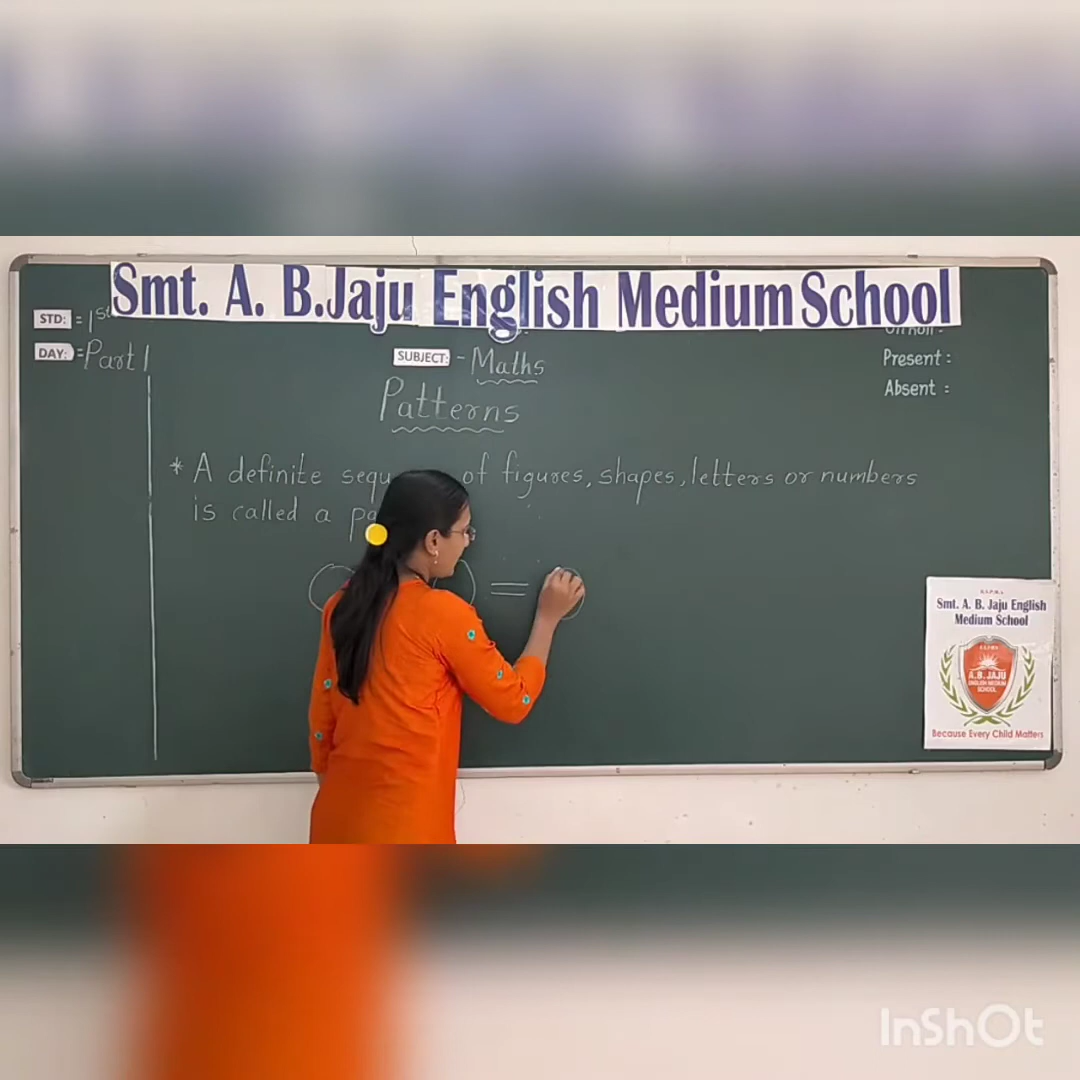 Smt. A. B.Jaju English Medium School
STD: = 1st
DAY: = Part 1
SUBJECT: - Maths
On roll :
Present :
Absent :
Patterns
* A definite sequ of figures, shapes, letters or numbers
is called a pa
=
Smt. A. B. Jaju English
Medium School
A.B. JAJU
ENGLISH MEDIUM
SCHOOL
Because Every Child Matters
InShOt